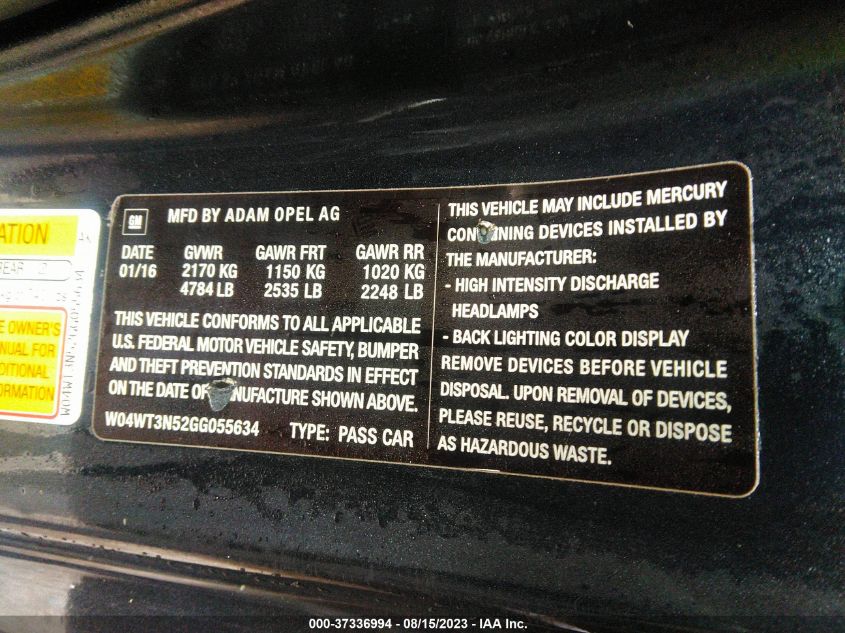 ATION
REAR
E OWNER'S
ANUAL FOR
DITIONAL
ORMATION
W04WT3N52GG055634
GM
MFD BY ADAM OPEL AG
DATE GVWR GAWR FRT GAWR RR
01/16 2170 KG 1150 KG 1020 KG
4784 LB 2535 LB 2248 LB
THIS VEHICLE CONFORMS TO ALL APPLICABLE
U.S. FEDERAL MOTOR VEHICLE SAFETY, BUMPER
AND THEFT PREVENTION STANDARDS IN EFFECT
ON THE DATE OF MANUFACTURE SHOWN ABOVE.
W04WT3N52GG055634 TYPE: PASS CAR
THIS VEHICLE MAY INCLUDE MERCURY
CONTAINING DEVICES INSTALLED BY
THE MANUFACTURER:
- HIGH INTENSITY DISCHARGE
HEADLAMPS
- BACK LIGHTING COLOR DISPLAY
REMOVE DEVICES BEFORE VEHICLE
DISPOSAL. UPON REMOVAL OF DEVICES,
PLEASE REUSE, RECYCLE OR DISPOSE
AS HAZARDOUS WASTE.
000-37336994 - 08/15/2023 - IAA Inc.